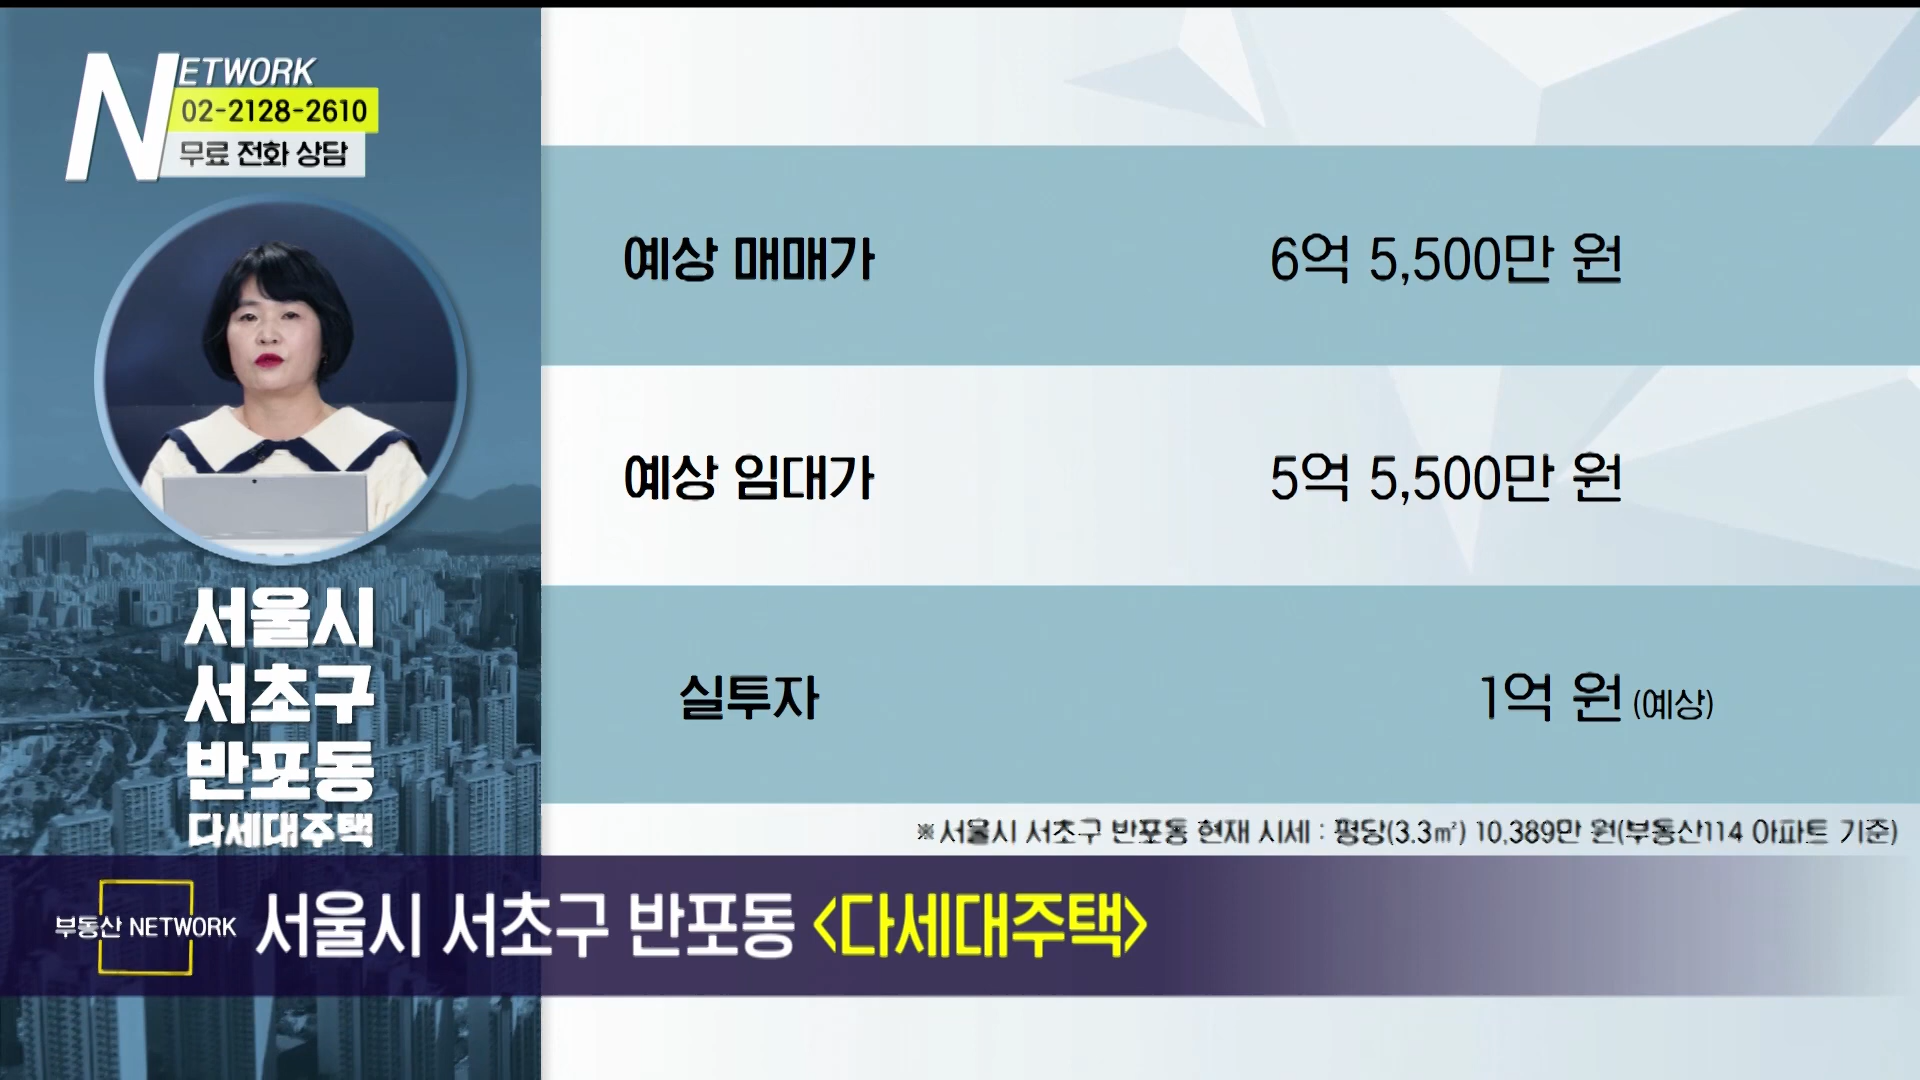 NETWORK
02-2128-2610
무료 전화 상담
예상 매매가 6억 5,500만 원
예상 임대가 5억 5,500만 원
실투자 1억 원 (예상)
서울시
서초구
반포동
다세대주택
※서울시 서초구 반포동 현재 시세 : 평당(3.3㎡) 10,389만 원(부동산114 아파트 기준)
부동산 NETWORK
서울시 서초구 반포동 <다세대주택>